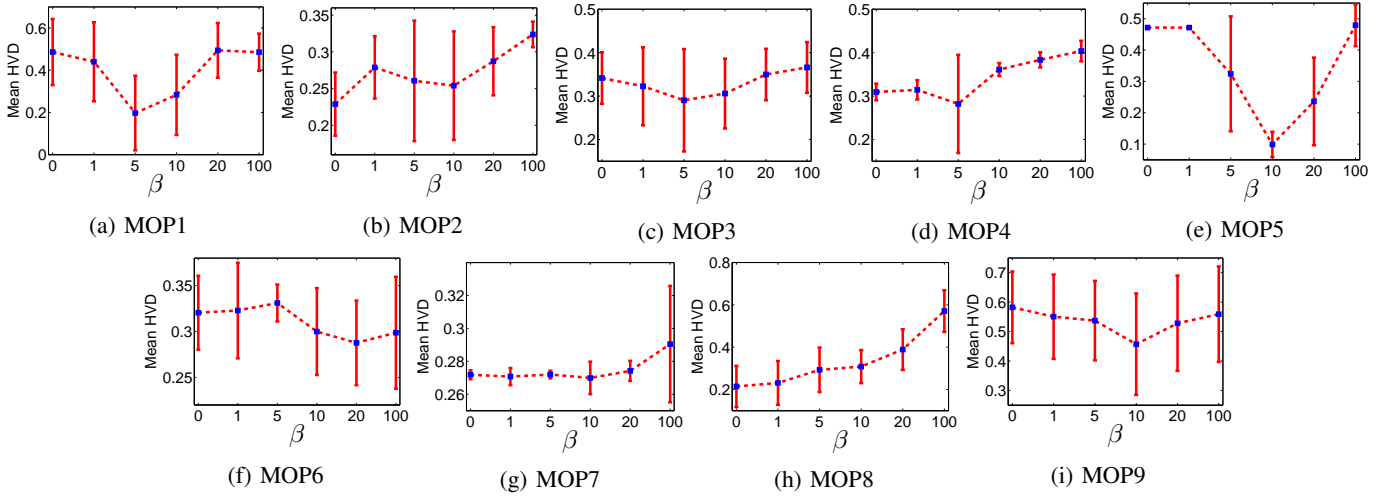 Mean HVD
0.6
0.4
0.2
0
0 1 5 10 20 100
β
(a) MOP1
Mean HVD
0.35
0.3
0.25
0.2
0 1 5 10 20 100
β
(b) MOP2
Mean HVD
0.5
0.4
0.3
0.2
0 1 5 10 20 100
β
(c) MOP3
Mean HVD
0.5
0.4
0.3
0.2
0 1 5 10 20 100
β
(d) MOP4
Mean HVD
0.5
0.4
0.3
0.2
0.1
0 1 5 10 20 100
β
(e) MOP5
Mean HVD
0.35
0.3
0.25
0 1 5 10 20 100
β
(f) MOP6
Mean HVD
0.32
0.3
0.28
0.26
0 1 5 10 20 100
β
(g) MOP7
Mean HVD
0.8
0.6
0.4
0.2
0 1 5 10 20 100
β
(h) MOP8
Mean HVD
0.7
0.6
0.5
0.4
0.3
0 1 5 10 20 100
β
(i) MOP9